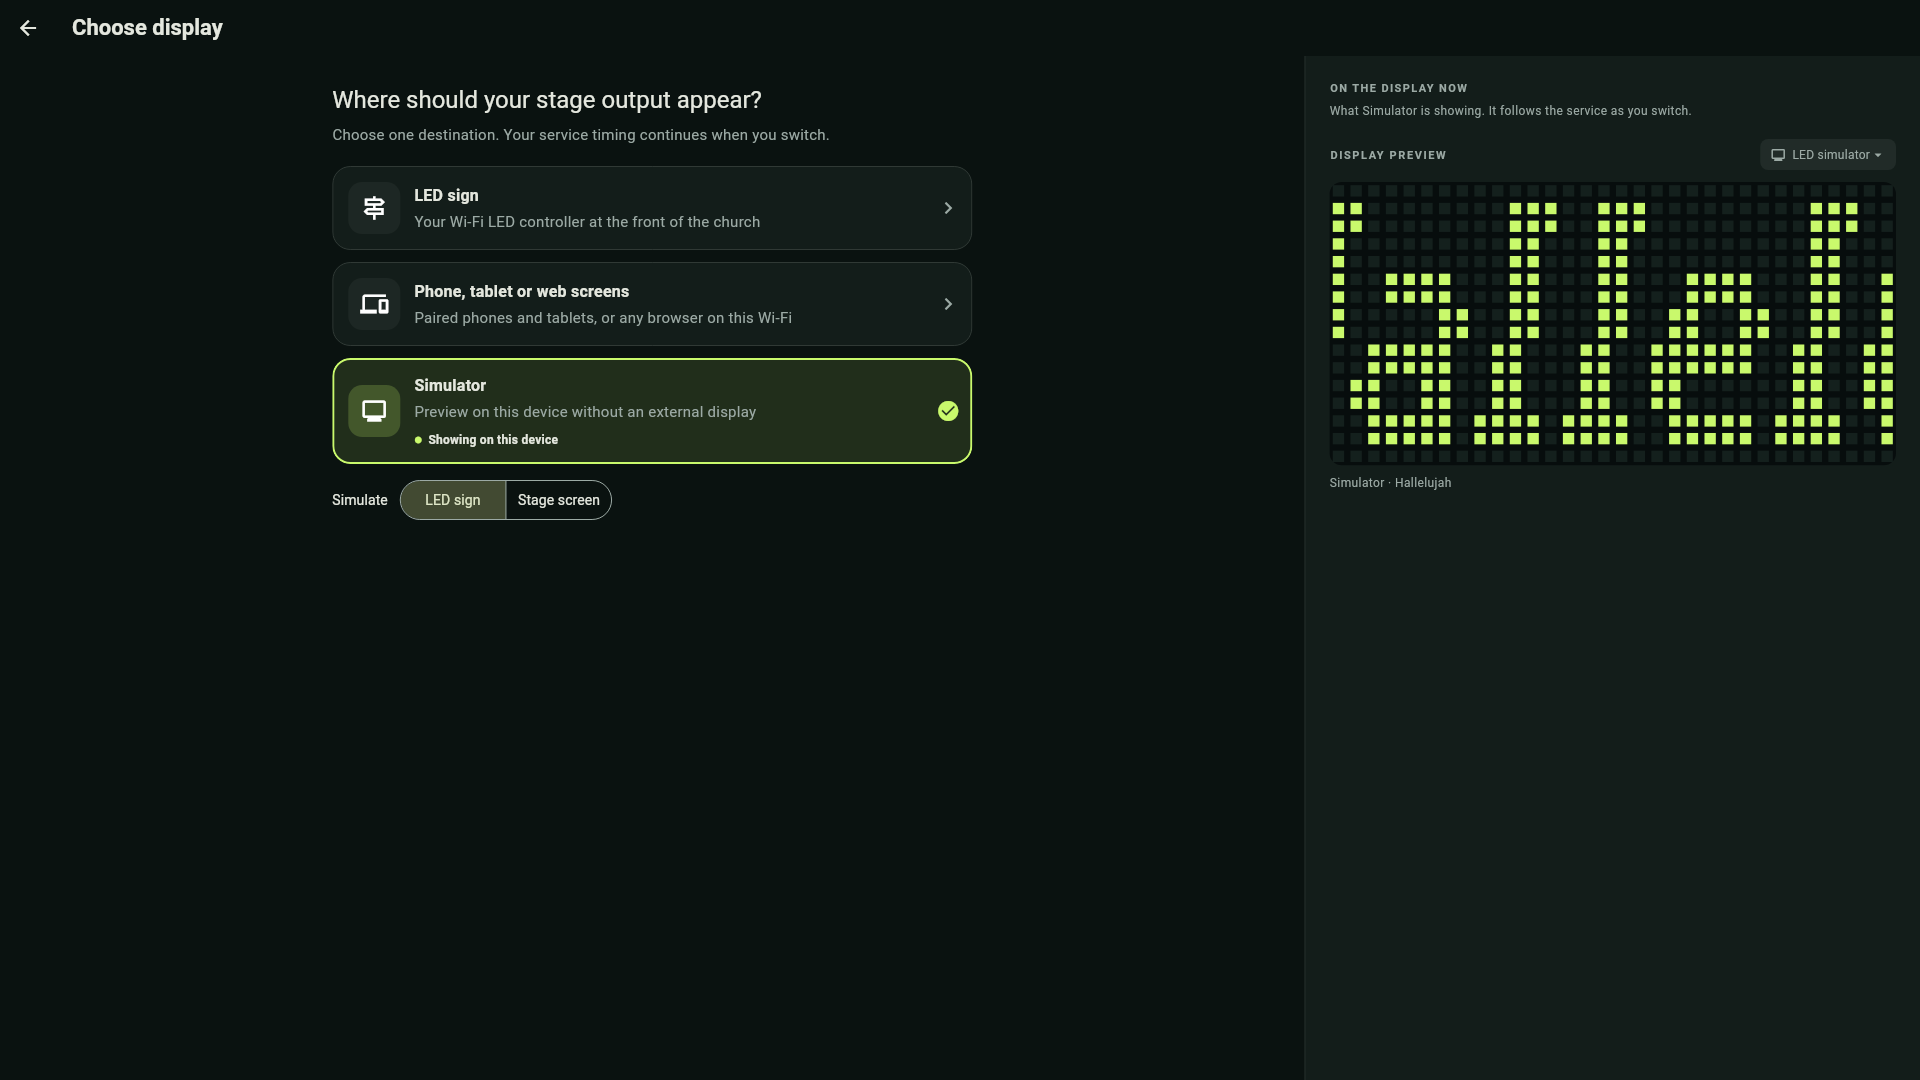 Choose display
Where should your stage output appear?
Choose one destination. Your service timing continues when you switch.
LED sign
Your Wi-Fi LED controller at the front of the church
Phone, tablet or web screens
Paired phones and tablets, or any browser on this Wi-Fi
Simulator
Preview on this device without an external display
Showing on this device
Simulate
LED sign
Stage screen
ON THE DISPLAY NOW
What Simulator is showing. It follows the service as you switch.
DISPLAY PREVIEW
LED simulator
allel
Simulator · Hallelujah